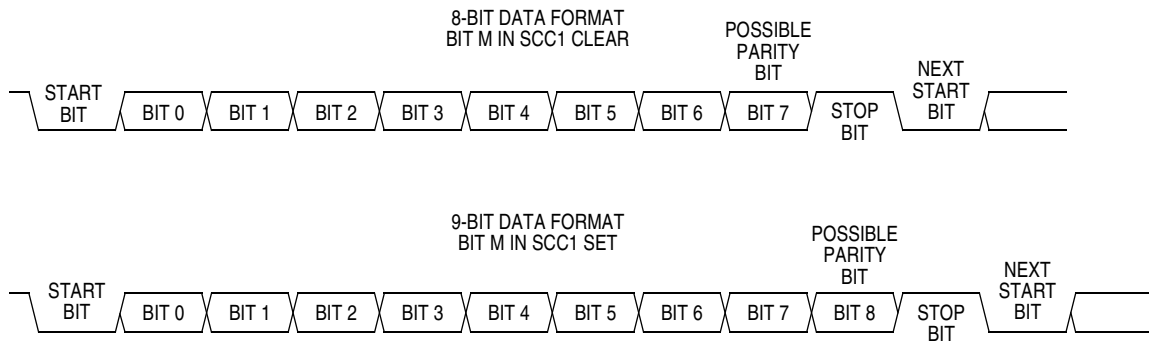 8-BIT DATA FORMAT
BIT M IN SCC1 CLEAR
POSSIBLE
PARITY
BIT
NEXT
START
BIT
START
BIT
BIT 0
BIT 1
BIT 2
BIT 3
BIT 4
BIT 5
BIT 6
BIT 7
STOP
BIT
9-BIT DATA FORMAT
BIT M IN SCC1 SET
POSSIBLE
PARITY
BIT
NEXT
START
BIT
START
BIT
BIT 0
BIT 1
BIT 2
BIT 3
BIT 4
BIT 5
BIT 6
BIT 7
BIT 8
STOP
BIT